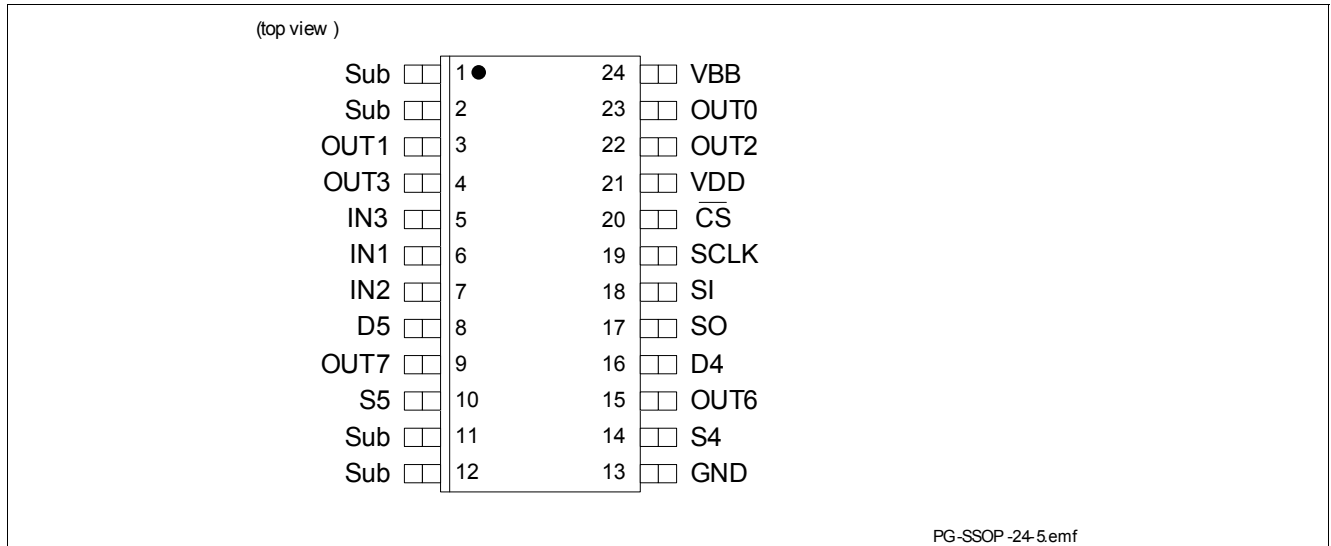 (top view )
Sub 1 24 VBB
Sub 2 23 OUT0
OUT1 3 22 OUT2
OUT3 4 21 VDD
IN3 5 20 C̅S̅
IN1 6 19 SCLK
IN2 7 18 SI
D5 8 17 SO
OUT7 9 16 D4
S5 10 15 OUT6
Sub 11 14 S4
Sub 12 13 GND
PG-SSOP -24-5.emf